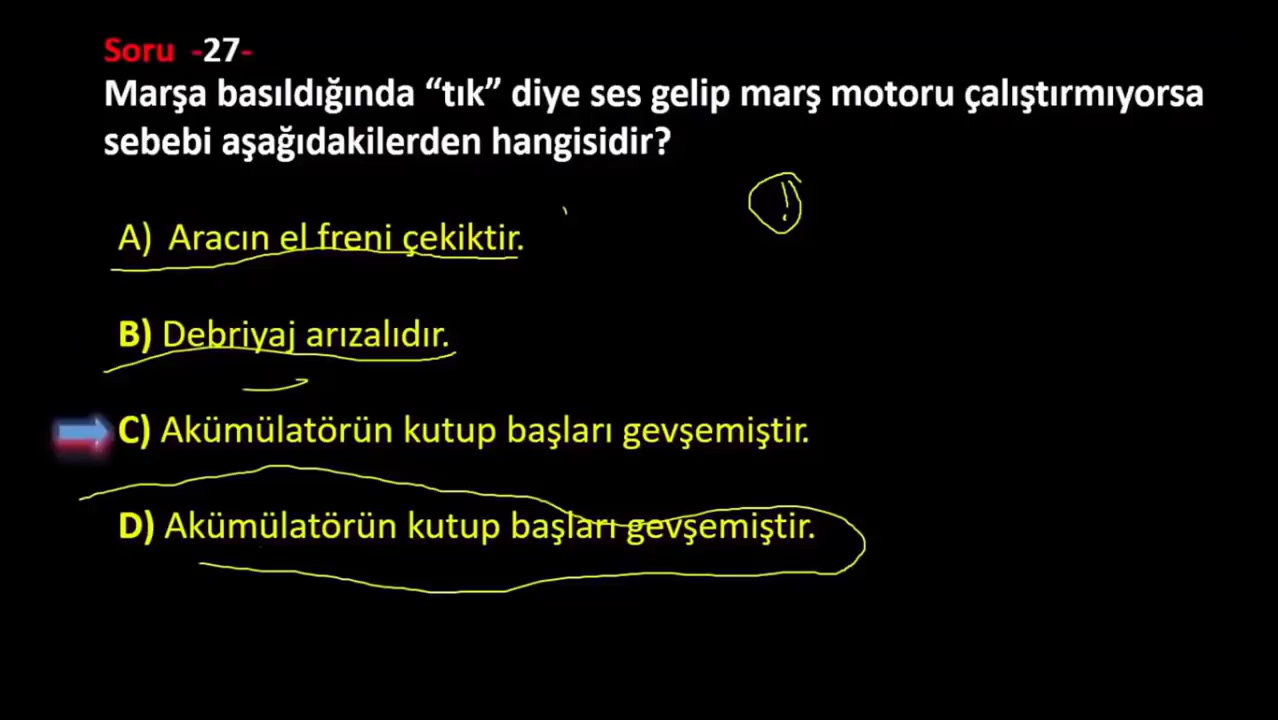 Soru -27-
Marşa basıldığında “tık” diye ses gelip marş motoru çalıştırmıyorsa
sebebi aşağıdakilerden hangisidir?
!
A) Aracın el freni çekiktir.
B) Debriyaj arızalıdır.
C) Akümülatörün kutup başları gevşemiştir.
D) Akümülatörün kutup başları gevşemiştir.